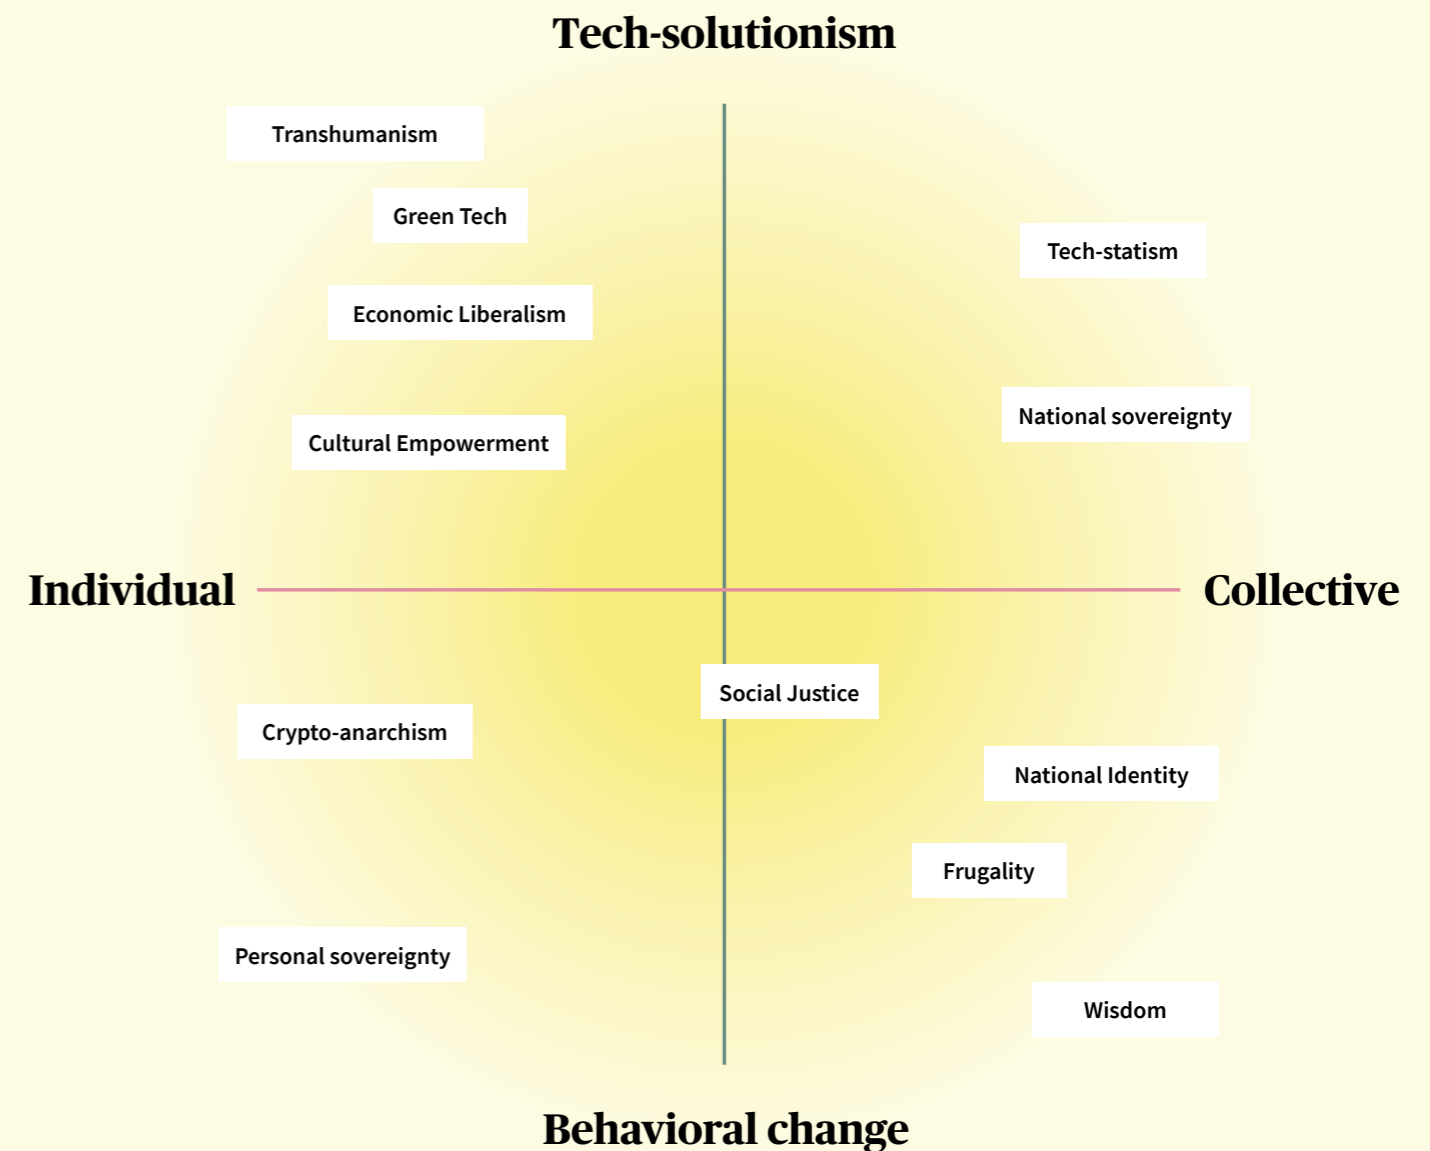 Tech-solutionism
Transhumanism
Green Tech
Tech-statism
Economic Liberalism
National sovereignty
Cultural Empowerment
Individual
Collective
Social Justice
Crypto-anarchism
National Identity
Frugality
Personal sovereignty
Wisdom
Behavioral change